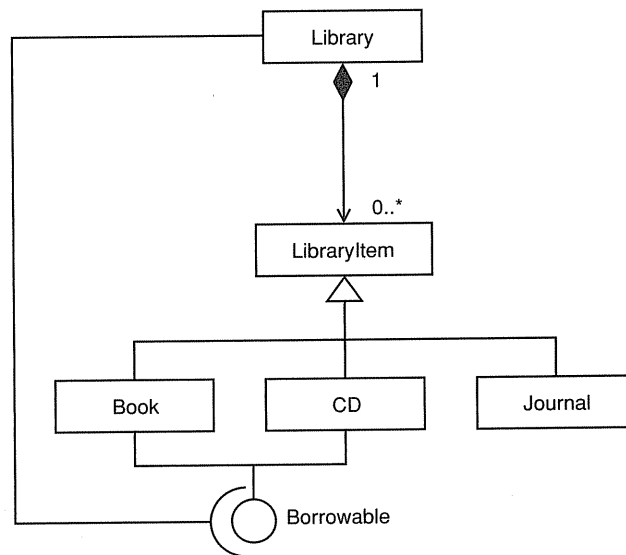 Library
1
0..*
LibraryItem
Book
CD
Journal
Borrowable